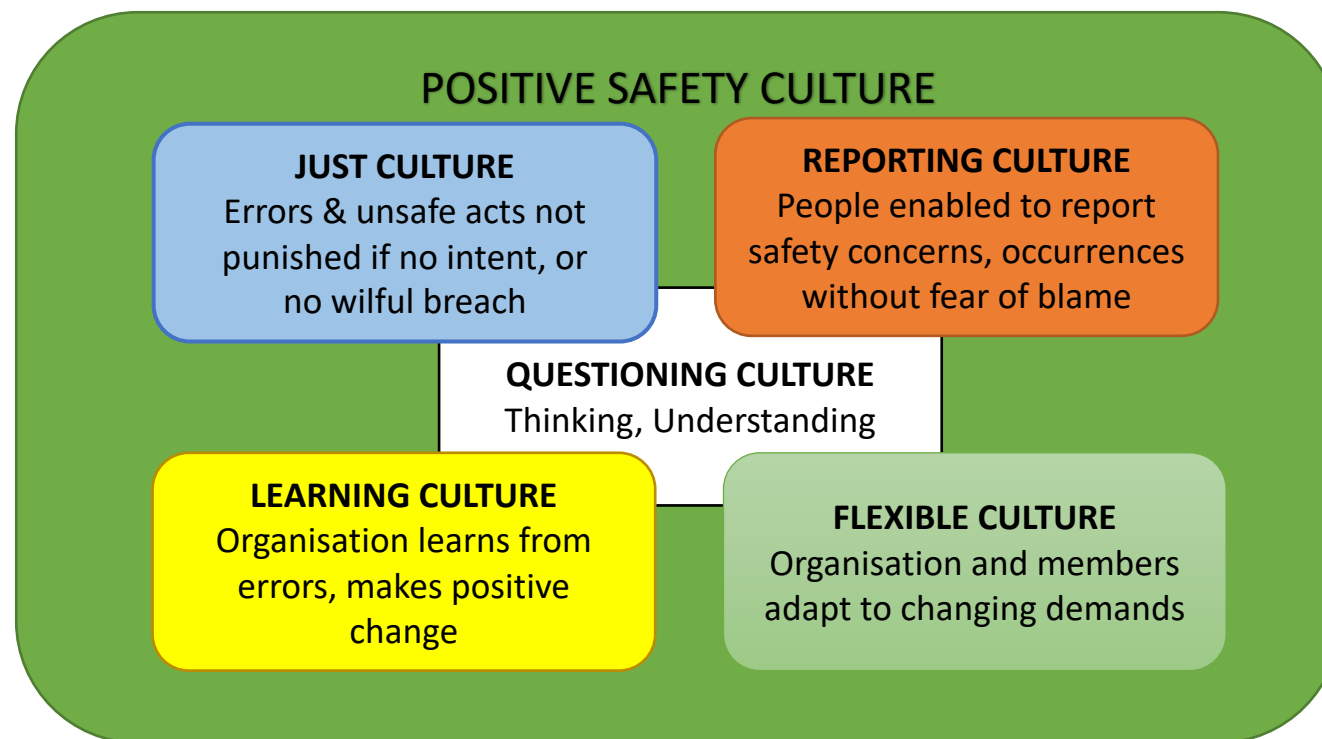 POSITIVE SAFETY CULTURE
JUST CULTURE
Errors & unsafe acts not
punished if no intent, or
no wilful breach
REPORTING CULTURE
People enabled to report
safety concerns, occurrences
without fear of blame
QUESTIONING CULTURE
Thinking, Understanding
LEARNING CULTURE
Organisation learns from
errors, makes positive
change
FLEXIBLE CULTURE
Organisation and members
adapt to changing demands